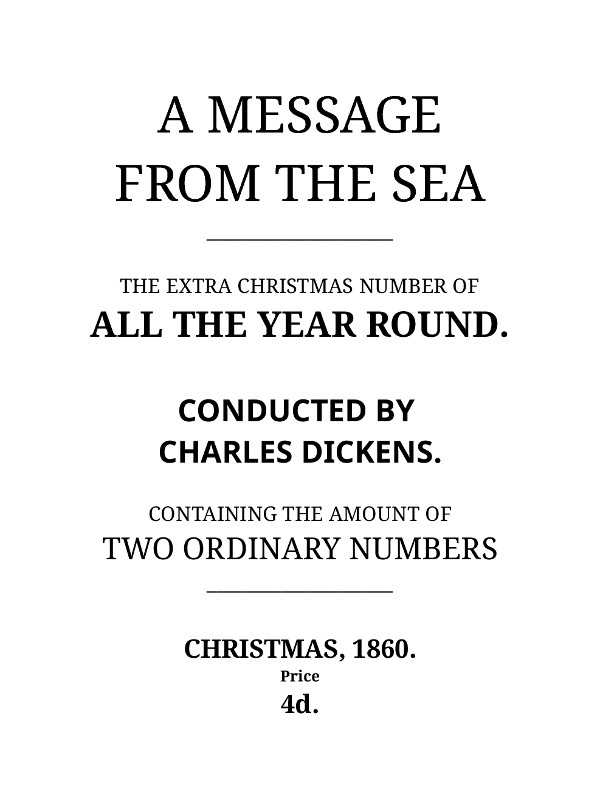 A MESSAGE
FROM THE SEA
THE EXTRA CHRISTMAS NUMBER OF
ALL THE YEAR ROUND.
CONDUCTED BY
CHARLES DICKENS.
CONTAINING THE AMOUNT OF
TWO ORDINARY NUMBERS
CHRISTMAS, 1860.
Price
4d.